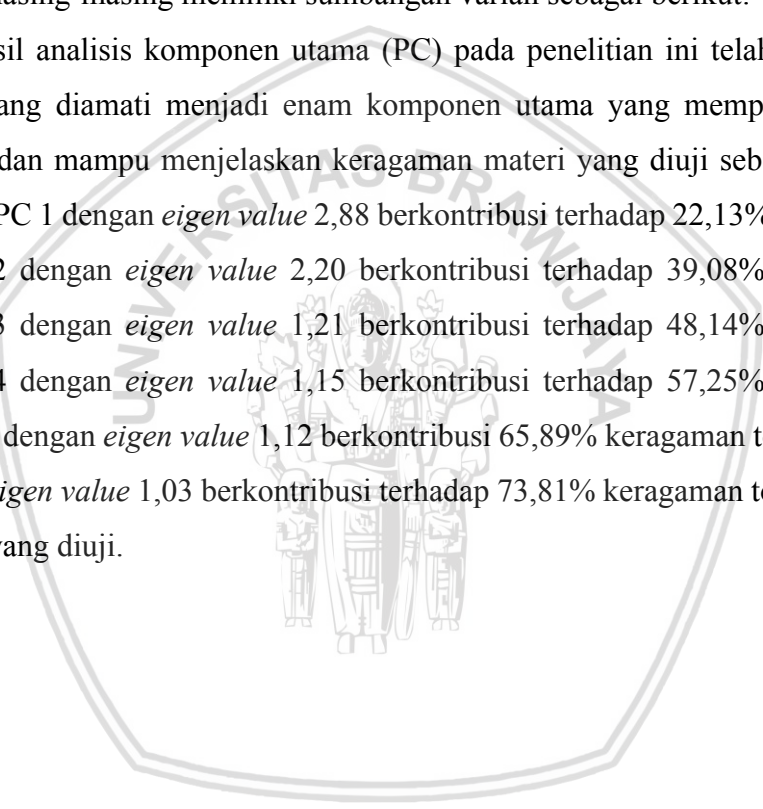 masing-masing memiliki sumbangan varian sebagai berikut.
sil analisis komponen utama (PC) pada penelitian ini telah
ang diamati menjadi enam komponen utama yang memp
dan mampu menjelaskan keragaman materi yang diuji seb
PC 1 dengan eigen value 2,88 berkontribusi terhadap 22,13%
2 dengan eigen value 2,20 berkontribusi terhadap 39,08%
3 dengan eigen value 1,21 berkontribusi terhadap 48,14%
4 dengan eigen value 1,15 berkontribusi terhadap 57,25%
dengan eigen value 1,12 berkontribusi 65,89% keragaman t
igen value 1,03 berkontribusi terhadap 73,81% keragaman t
yang diuji.
UNIVERSITAS BRAWIJAYA